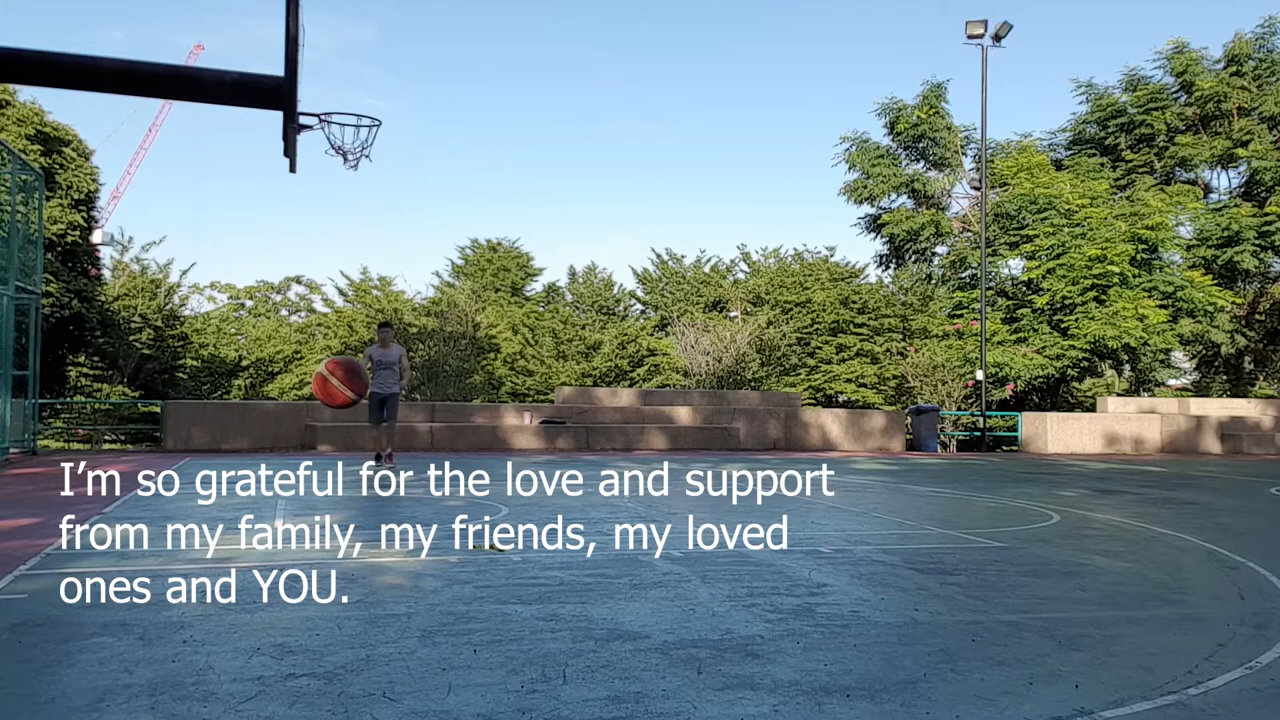 I’m so grateful for the love and support
from my family, my friends, my loved
ones and YOU.